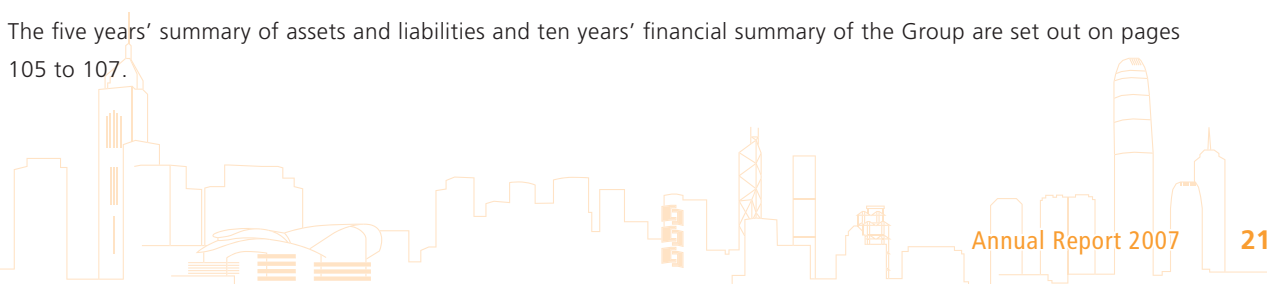 The five years’ summary of assets and liabilities and ten years’ financial summary of the Group are set out on pages
105 to 107.
Annual Report 2007 21